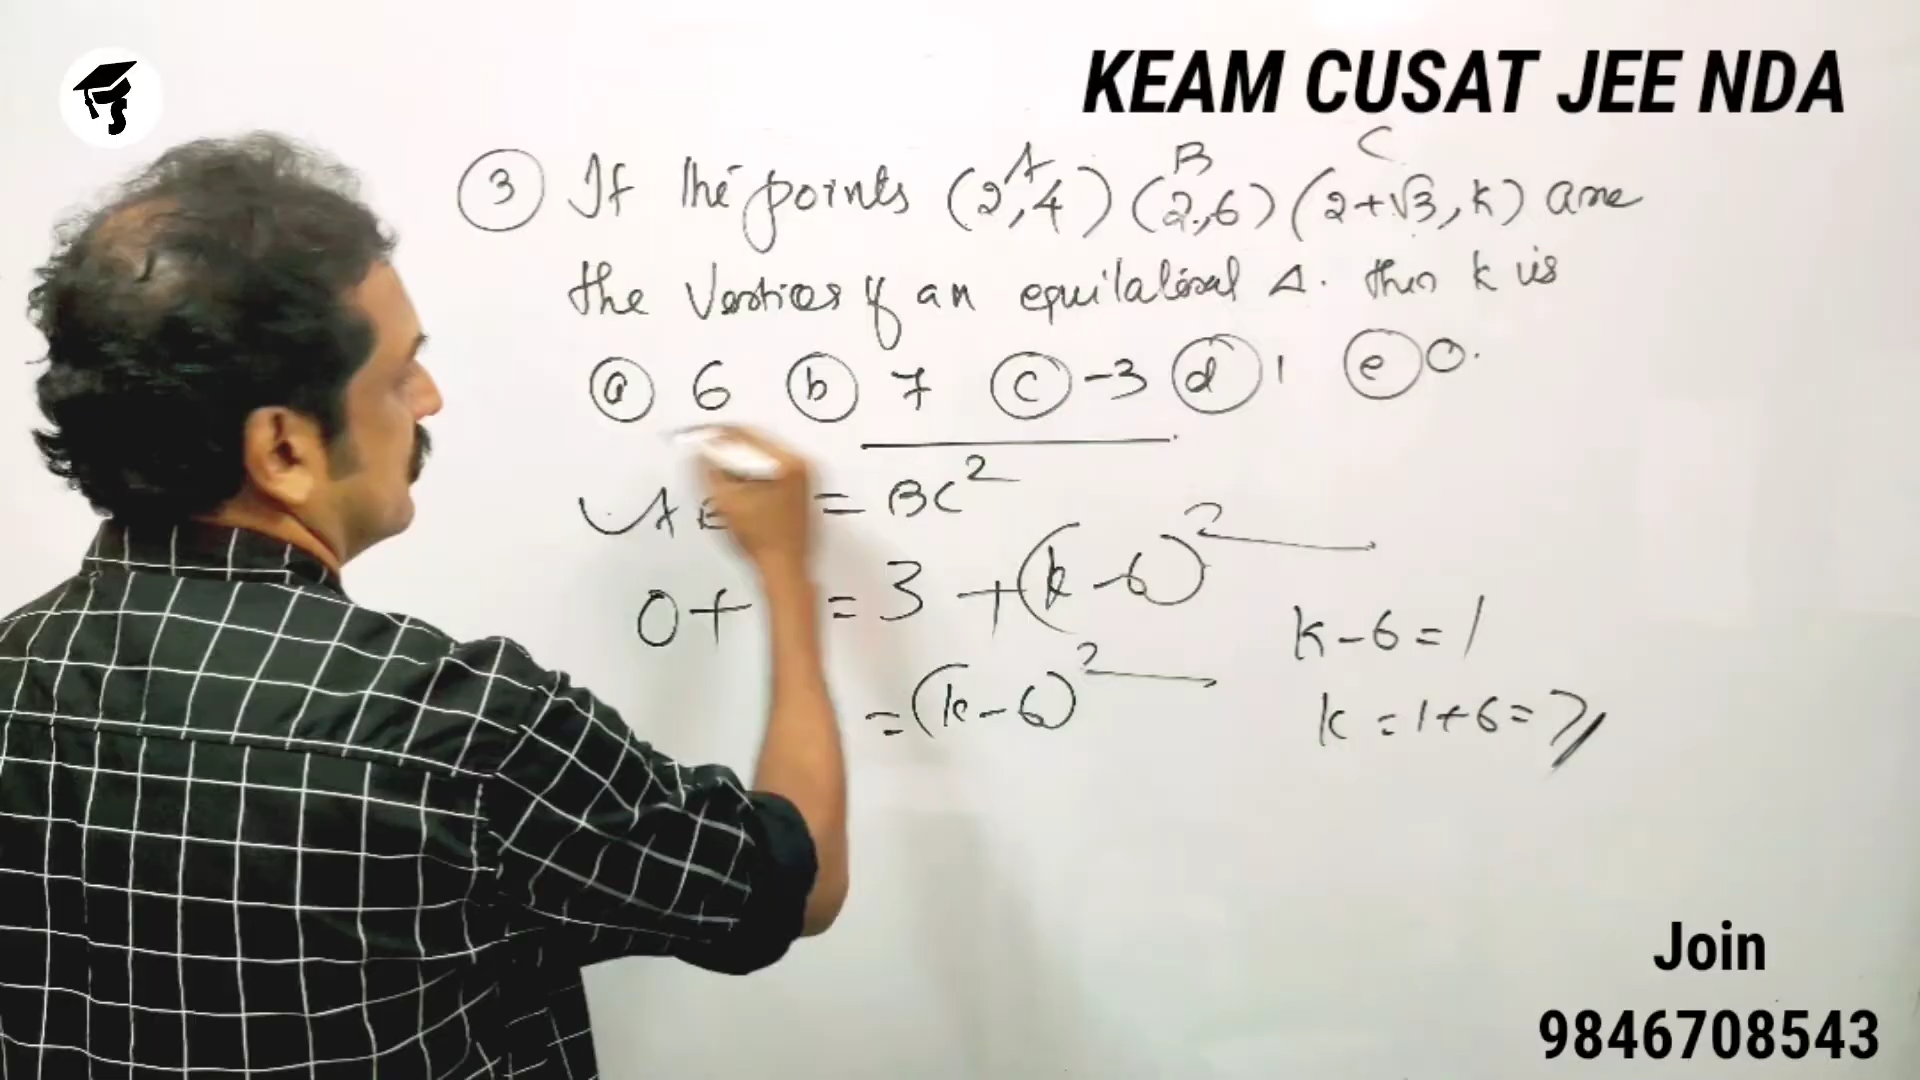 KEAM CUSAT JEE NDA
A B C
3 If the points (2,4) (2,6) (2+√3, k) are
the Vertices of an equilateral Δ. then k is
a 6 b 7 c -3 d 1 e 0.
= BC²
0+ = 3 + (k-6)²
k-6=1
= (k-6)²
k = 1+6 = 7
Join
9846708543